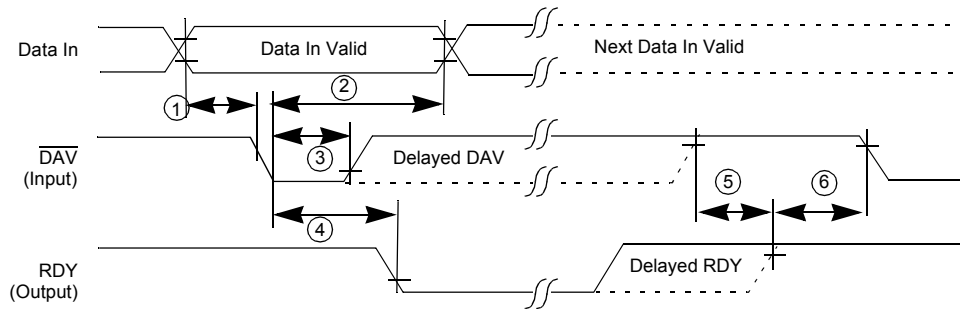 Data In
Data In Valid
Next Data In Valid
1
2
DAV
(Input)
3
Delayed DAV
5
6
4
RDY
(Output)
Delayed RDY